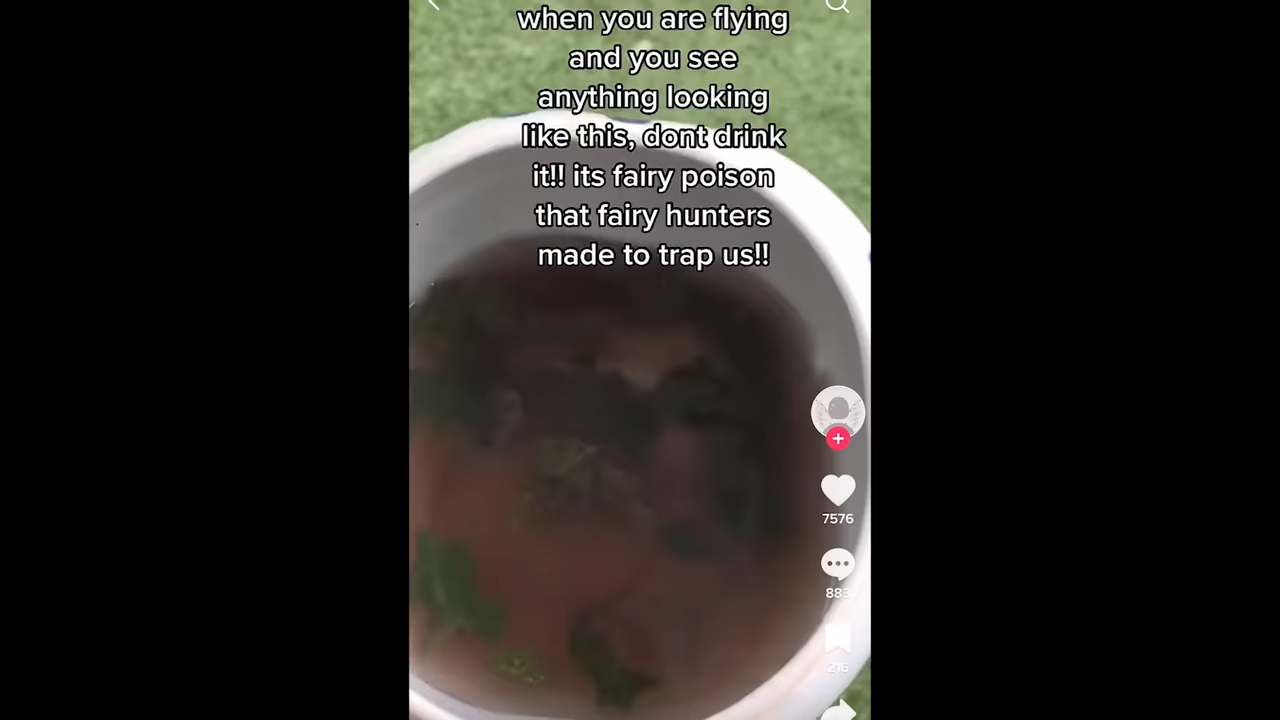 when you are flying
and you see
anything looking
like this, dont drink
it!! its fairy poison
that fairy hunters
made to trap us!!
7576
883
216